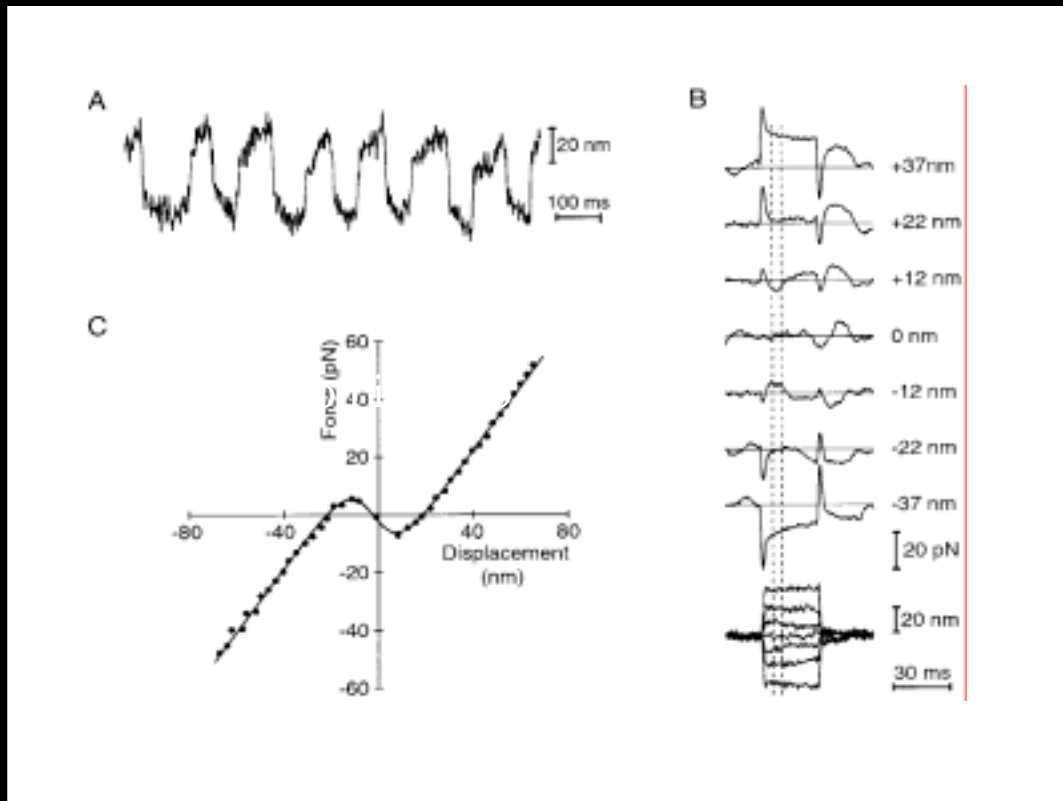 A
20 nm
100 ms
B
+37nm
+22 nm
+12 nm
0 nm
-12 nm
-22 nm
-37 nm
20 pN
20 nm
30 ms
C
Force (pN)
60
40
20
-80
-40
40
80
Displacement
(nm)
-20
-40
-60